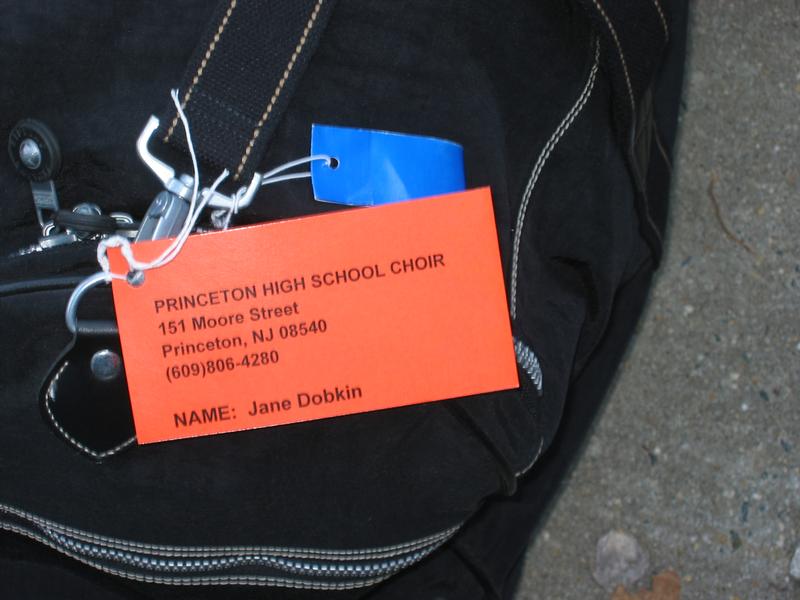 PRINCETON HIGH SCHOOL CHOIR
151 Moore Street
Princeton, NJ 08540
(609)806-4280
NAME: Jane Dobkin